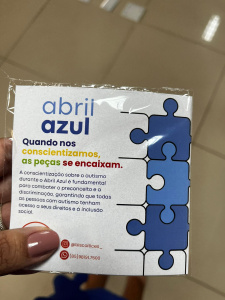 abril
azul
Quando nos
conscientizamos,
as peças se encaixam.
A conscientização sobre o autismo
durante o Abril Azul é fundamental
para combater o preconceito e a
discriminação, garantindo que todas
as pessoas com autismo tenham
acesso a seus direitos e à inclusão
social.